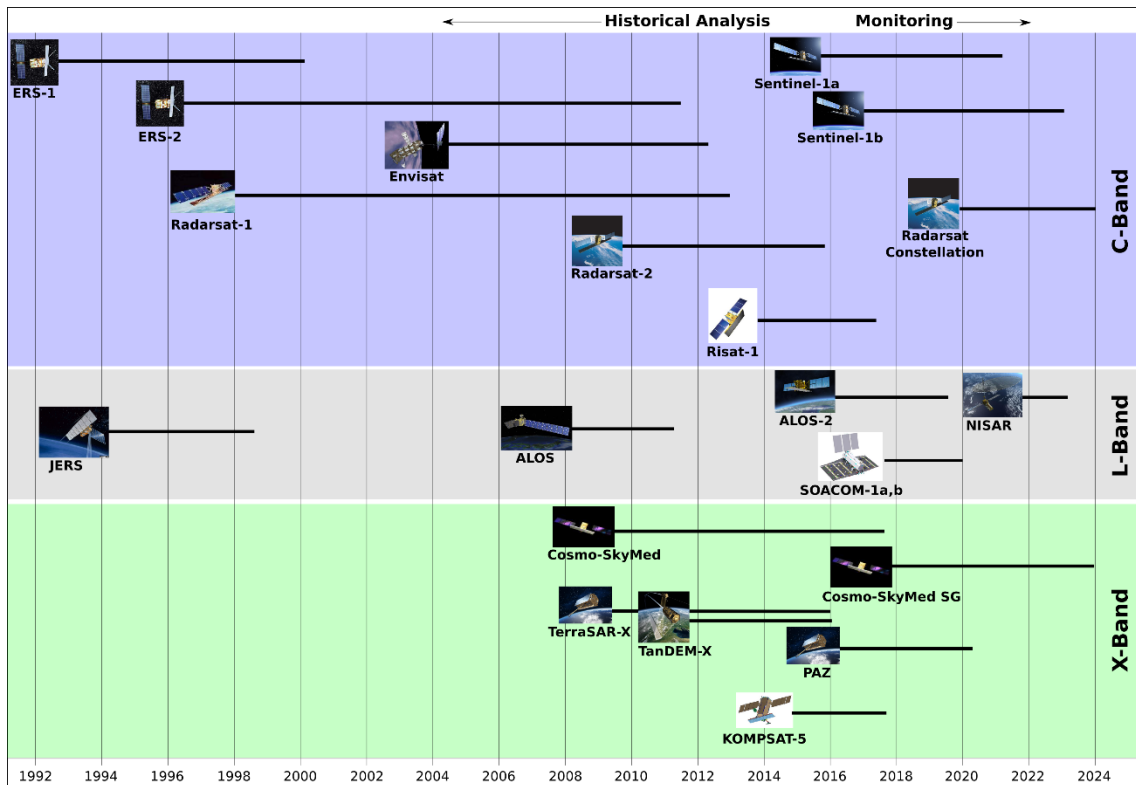 Historical Analysis
Monitoring
ERS-1
ERS-2
Envisat
Radarsat-1
Radarsat-2
Risat-1
Sentinel-1a
Sentinel-1b
Radarsat
Constellation
C-Band
JERS
ALOS
ALOS-2
SOACOM-1a,b
NISAR
L-Band
Cosmo-SkyMed
Cosmo-SkyMed SG
TerraSAR-X
TanDEM-X
PAZ
KOMPSAT-5
X-Band
1992 1994 1996 1998 2000 2002 2004 2006 2008 2010 2012 2014 2016 2018 2020 2022 2024